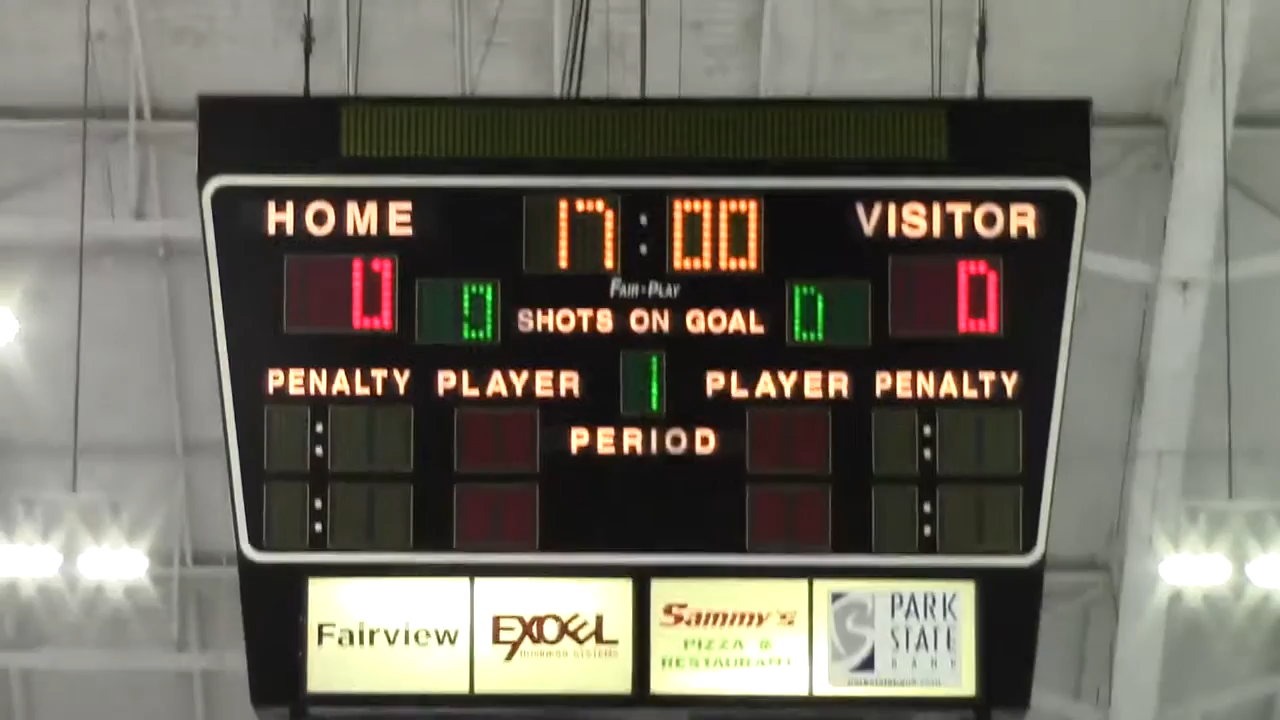 HOME
17:00
VISITOR
0
0
FAIR-PLAY
SHOTS ON GOAL
0
0
PENALTY
PLAYER
1
PLAYER
PENALTY
PERIOD
Fairview
EXXEL
Sammy's
PIZZA &
RESTAURANT
PARK
STATE
BANK